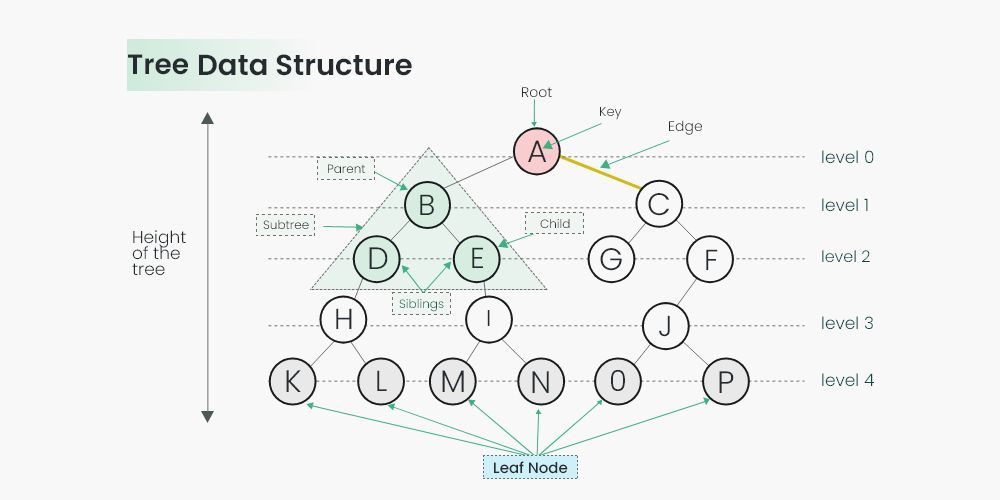 Tree Data Structure
Root
Key
Edge
A
level 0
Parent
B
C
level 1
Subtree
Child
Height
of the
tree
D
E
G
F
level 2
Siblings
H
I
J
level 3
K
L
M
N
0
P
level 4
Leaf Node